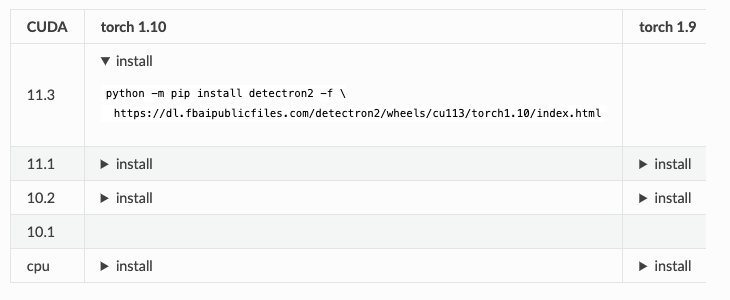 CUDA torch 1.10 torch 1.9
▼ install
11.3
python -m pip install detectron2 -f \
https://dl.fbaipublicfiles.com/detectron2/wheels/cu113/torch1.10/index.html
11.1 ▶ install ▶ install
10.2 ▶ install ▶ install
10.1
cpu ▶ install ▶ install